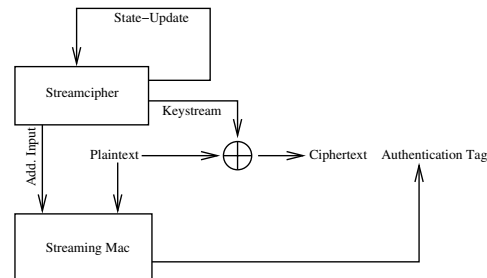 State-Update
Streamcipher
Keystream
Add. Input
Plaintext
Ciphertext
Authentication Tag
Streaming Mac